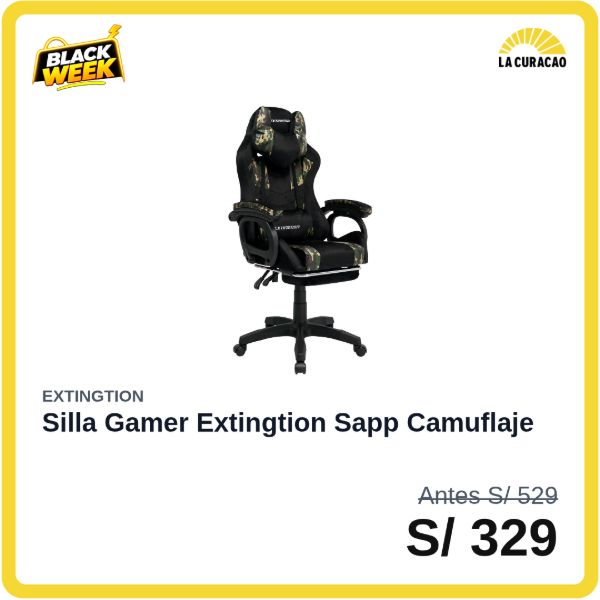 BLACK
WEEK
LA CURACAO
EXTINGTION
Silla Gamer Extingtion Sapp Camuflaje
Antes S/ 529
S/ 329